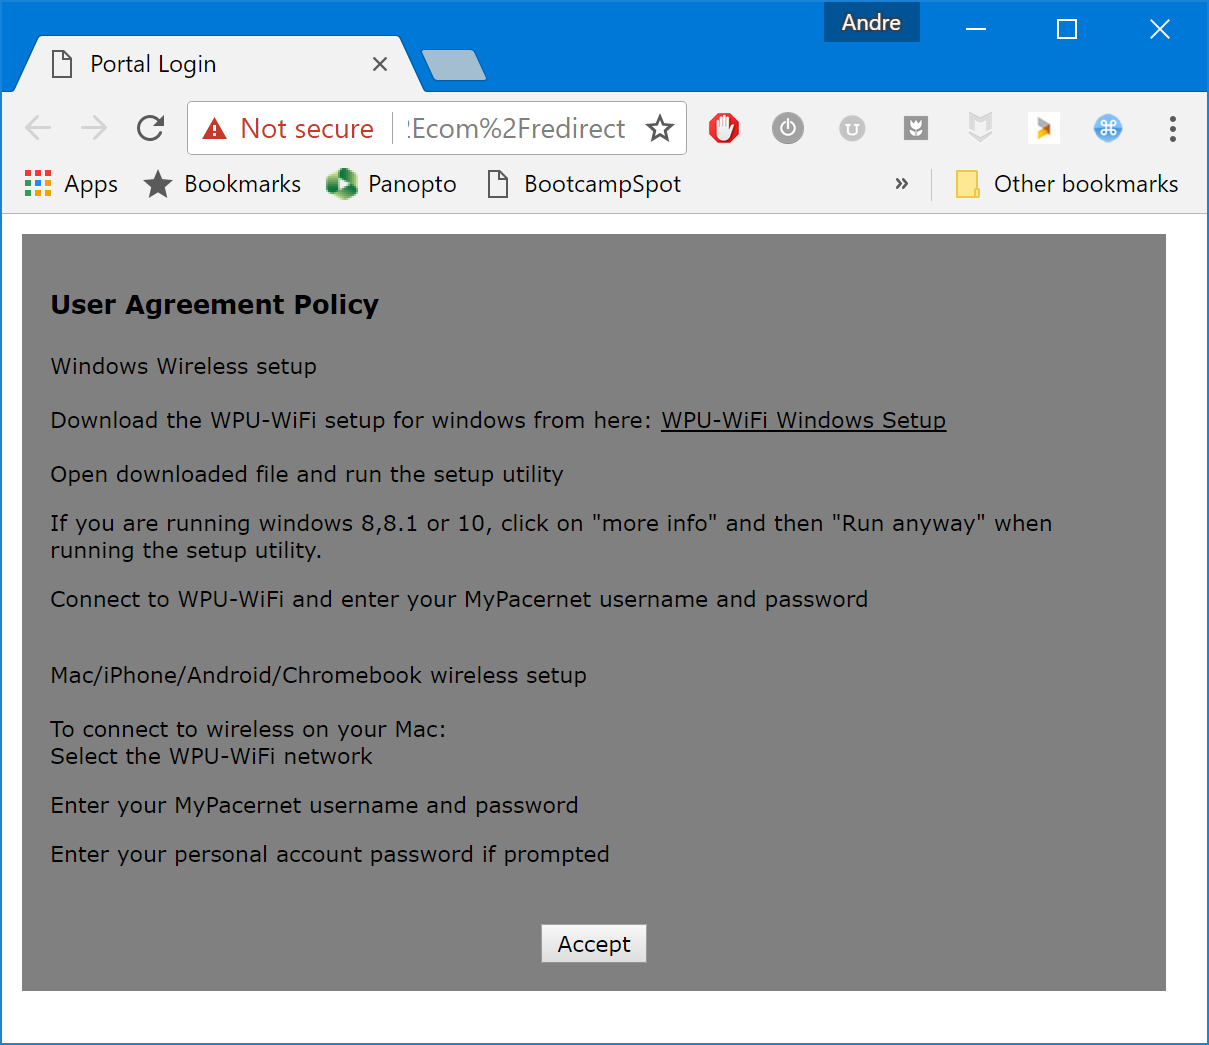 Andre
Portal Login
Not secure
%2Ecom%2Fredirect
Apps
Bookmarks
Panopto
BootcampSpot
»
Other bookmarks
User Agreement Policy
Windows Wireless setup
Download the WPU-WiFi setup for windows from here: WPU-WiFi Windows Setup
Open downloaded file and run the setup utility
If you are running windows 8,8.1 or 10, click on "more info" and then "Run anyway" when
running the setup utility.
Connect to WPU-WiFi and enter your MyPacernet username and password
Mac/iPhone/Android/Chromebook wireless setup
To connect to wireless on your Mac:
Select the WPU-WiFi network
Enter your MyPacernet username and password
Enter your personal account password if prompted
Accept